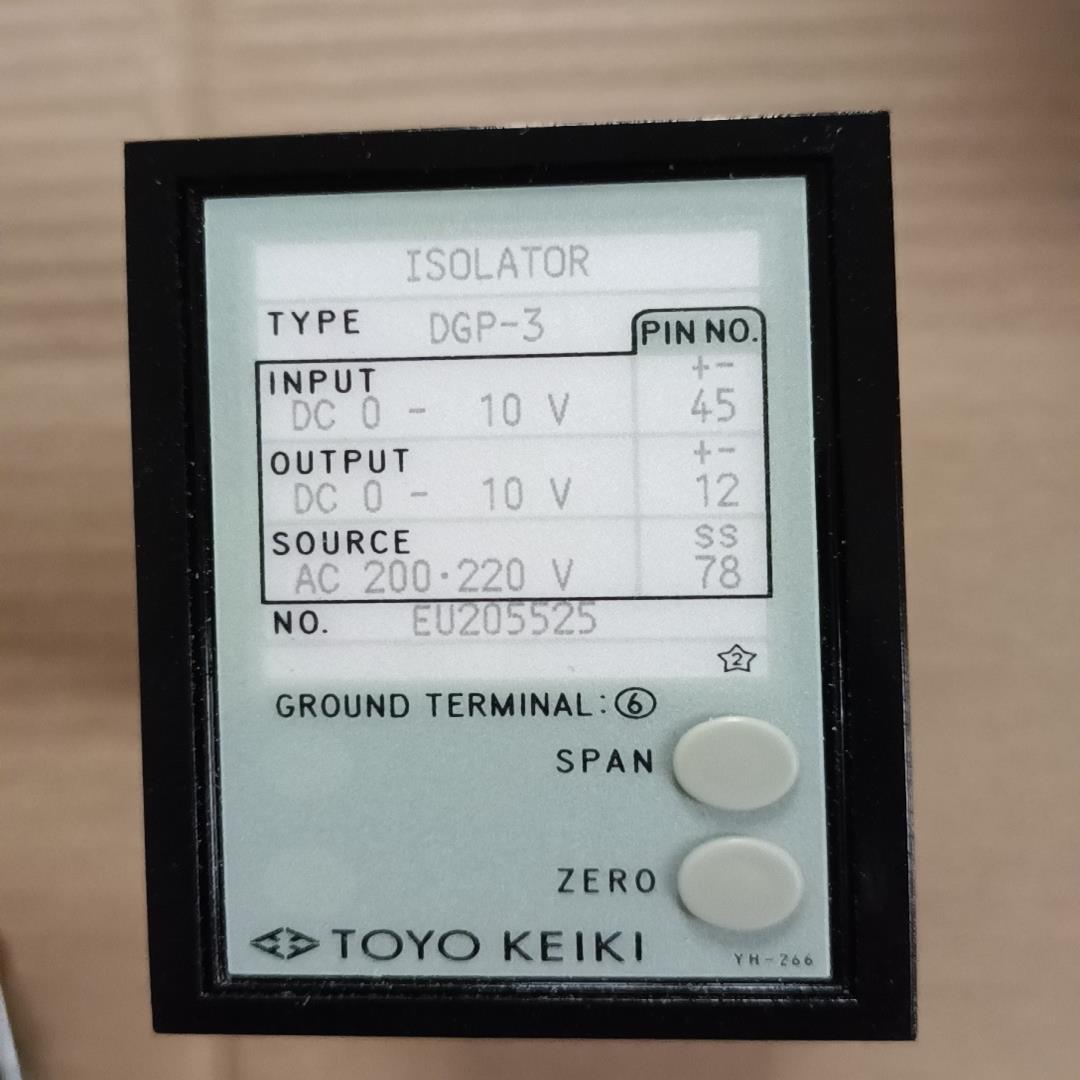 ISOLATOR
TYPE DGP-3 PIN NO.
INPUT + -
DC 0 - 10 V 45
OUTPUT + -
DC 0 - 10 V 12
SOURCE SS
AC 200·220 V 78
NO. EU205525
2
GROUND TERMINAL:⑥
SPAN
ZERO
TOYO KEIKI
YH-266